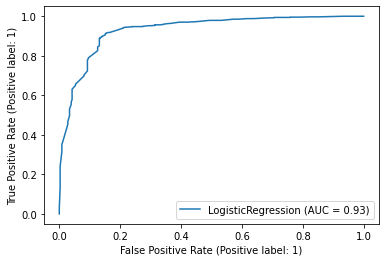 1.0
0.8
0.6
0.4
0.2
0.0
True Positive Rate (Positive label: 1)
LogisticRegression (AUC = 0.93)
0.0 0.2 0.4 0.6 0.8 1.0
False Positive Rate (Positive label: 1)